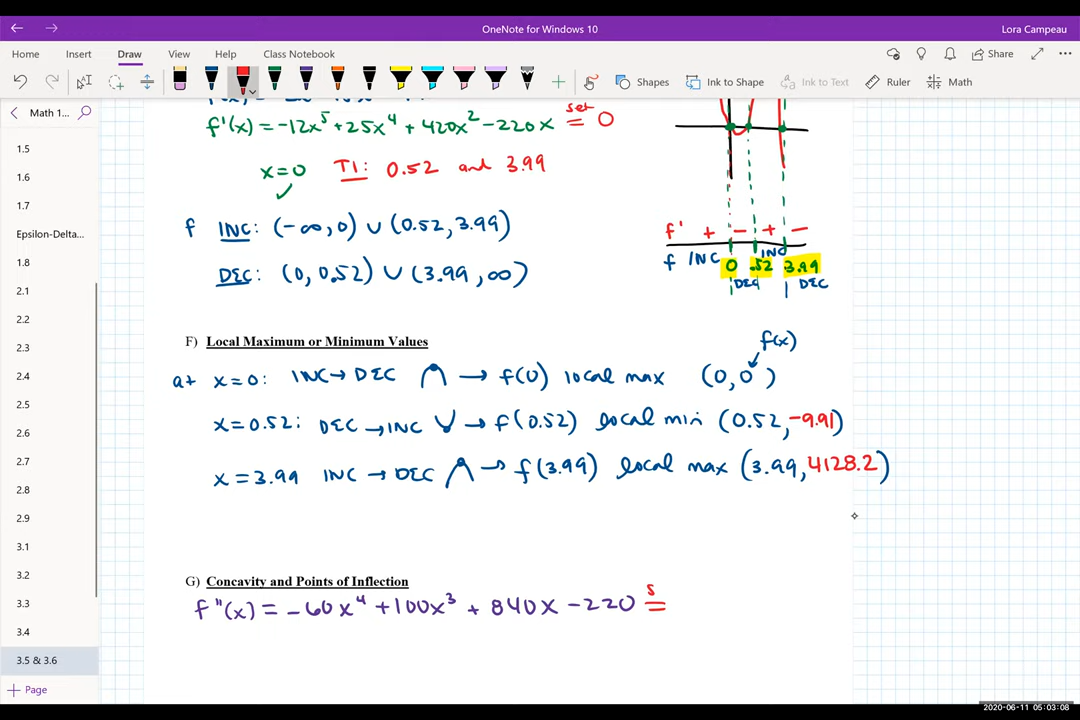 OneNote for Windows 10
Lora Campeau
Home Insert Draw View Help Class Notebook
Share
Shapes Ink to Shape Ink to Text Ruler Math
Math 1...
1.5
1.6
1.7
Epsilon-Delta...
1.8
2.1
2.2
2.3
2.4
2.5
2.6
2.7
2.8
2.9
3.1
3.2
3.3
3.4
3.5 & 3.6
Page
f'(x) = -12x⁵ + 25x⁴ + 420x² - 220x set = 0
x=0 TI: 0.52 and 3.99
f INC: (-∞, 0) ∪ (0.52, 3.99)
DEC: (0, 0.52) ∪ (3.99, ∞)
f' + - + -
f INC 0 DEC .52 INC 3.99 DEC
F) Local Maximum or Minimum Values
f(x)
at x=0: INC → DEC → f(0) local max (0, 0)
x=0.52: DEC → INC → f(0.52) local min (0.52, -9.91)
x=3.99 INC → DEC → f(3.99) local max (3.99, 4128.2)
G) Concavity and Points of Inflection
f"(x) = -60x⁴ + 100x³ + 840x - 220 s =
2020-06-11 05:03:08